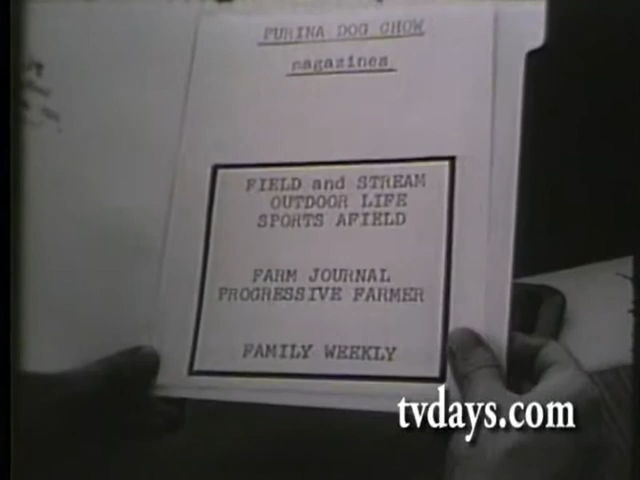 PURINA DOG CHOW
magazines
FIELD and STREAM
OUTDOOR LIFE
SPORTS AFIELD
FARM JOURNAL
PROGRESSIVE FARMER
FAMILY WEEKLY
tvdays.com